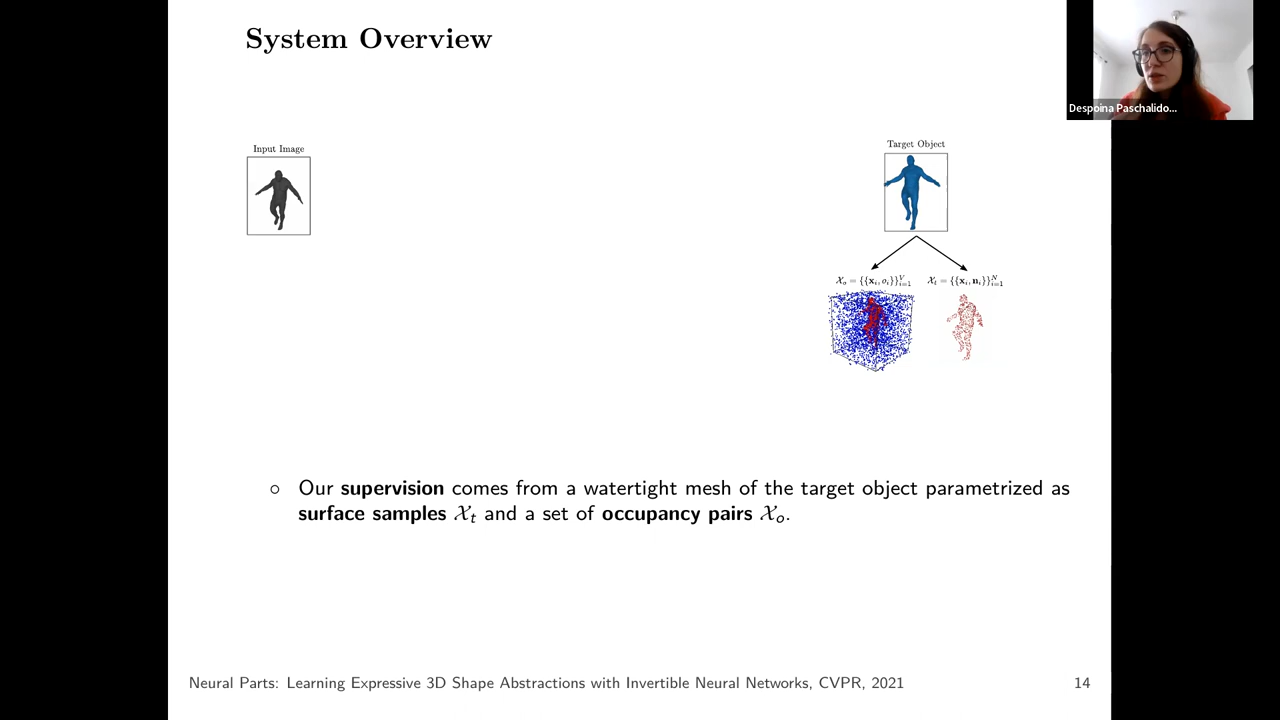 System Overview
Despoina Paschalido...
Input Image
Target Object
𝒳ₒ = {{𝐱ᵢ, oᵢ}}ⱽᵢ₌₁
𝒳ₜ = {{𝐱ᵢ, 𝐧ᵢ}}ᴺᵢ₌₁
○ Our supervision comes from a watertight mesh of the target object parametrized as
surface samples 𝒳ₜ and a set of occupancy pairs 𝒳ₒ.
Neural Parts: Learning Expressive 3D Shape Abstractions with Invertible Neural Networks, CVPR, 2021
14